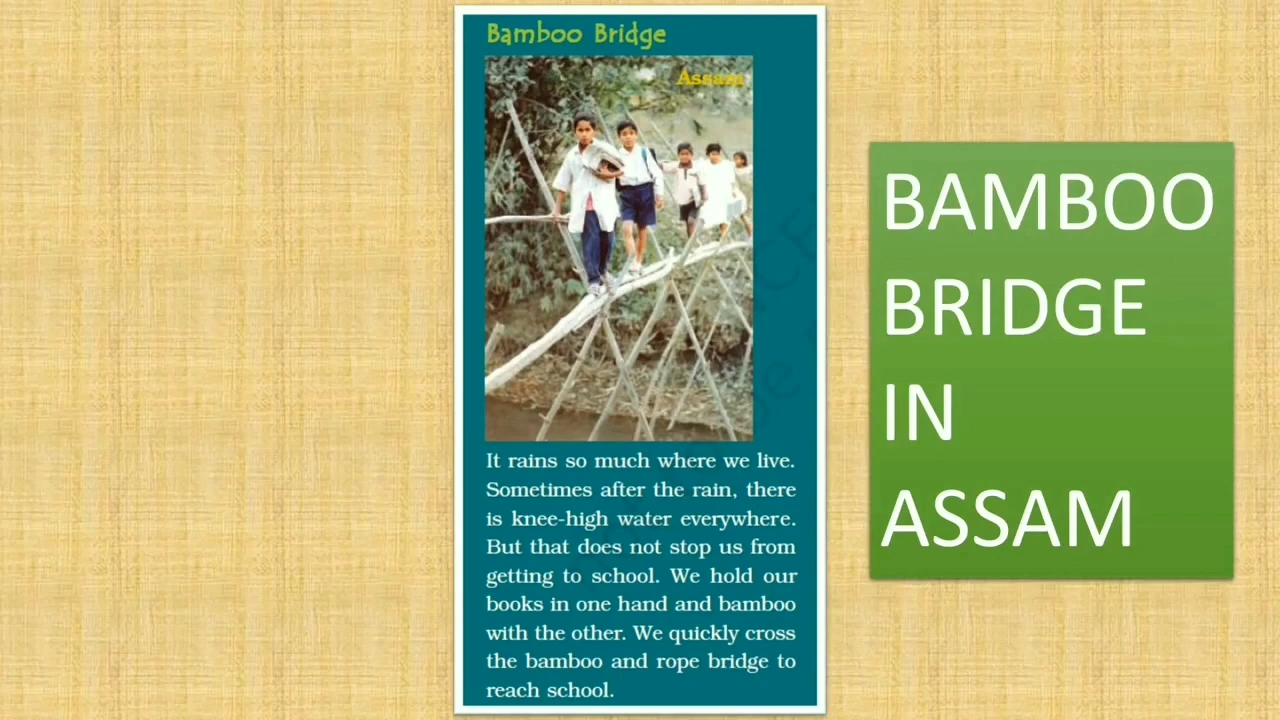 Bamboo Bridge
Assam
It rains so much where we live.
Sometimes after the rain, there
is knee-high water everywhere.
But that does not stop us from
getting to school. We hold our
books in one hand and bamboo
with the other. We quickly cross
the bamboo and rope bridge to
reach school.
BAMBOO
BRIDGE
IN
ASSAM